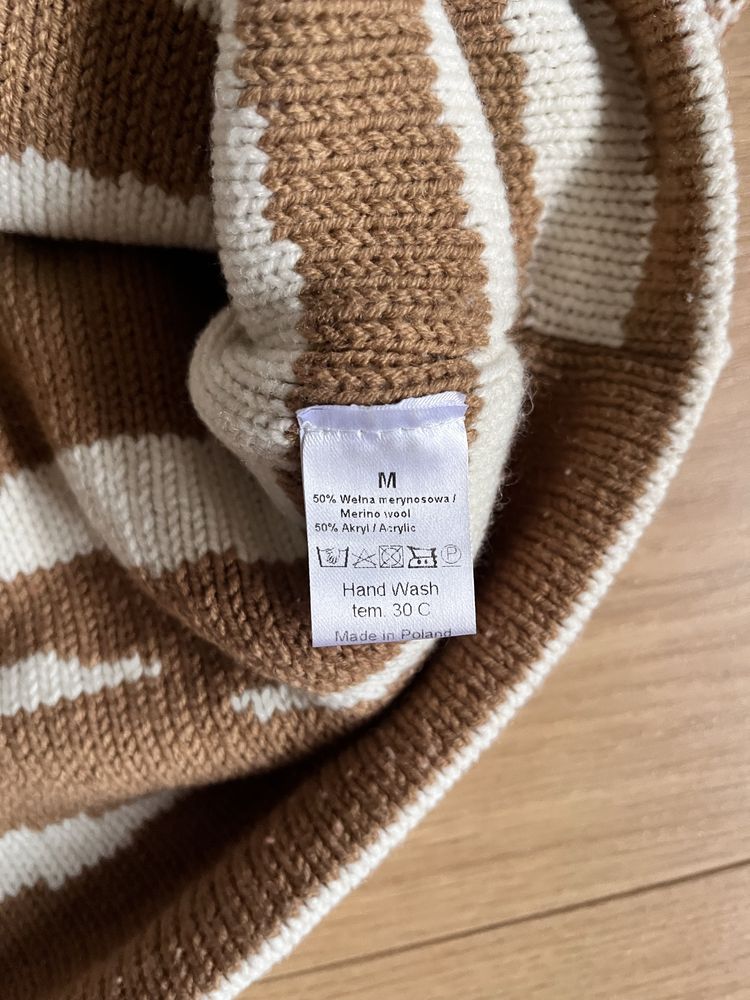 M
50% Wełna merynosowa /
Merino wool
50% Akryl / Acrylic
P
Hand Wash
tem. 30 C
Made in Poland